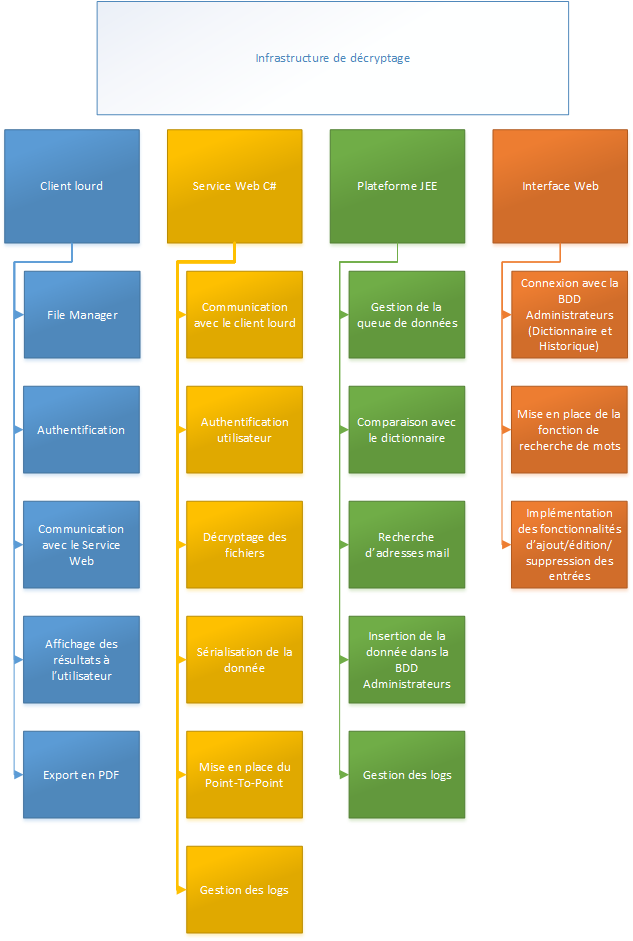 Infrastructure de décryptage
Client lourd
File Manager
Authentification
Communication
avec le Service
Web
Affichage des
résultats à
l'utilisateur
Export en PDF
Service Web C#
Communication
avec le client lourd
Authentification
utilisateur
Décryptage des
fichiers
Sérialisation de la
donnée
Mise en place du
Point-To-Point
Gestion des logs
Plateforme JEE
Gestion de la
queue de données
Comparaison avec
le dictionnaire
Recherche
d'adresses mail
Insertion de la
donnée dans la
BDD
Administrateurs
Gestion des logs
Interface Web
Connexion avec la
BDD
Administrateurs
(Dictionnaire et
Historique)
Mise en place de la
fonction de
recherche de mots
Implémentation
des fonctionnalités
d'ajout/édition/
suppression des
entrées